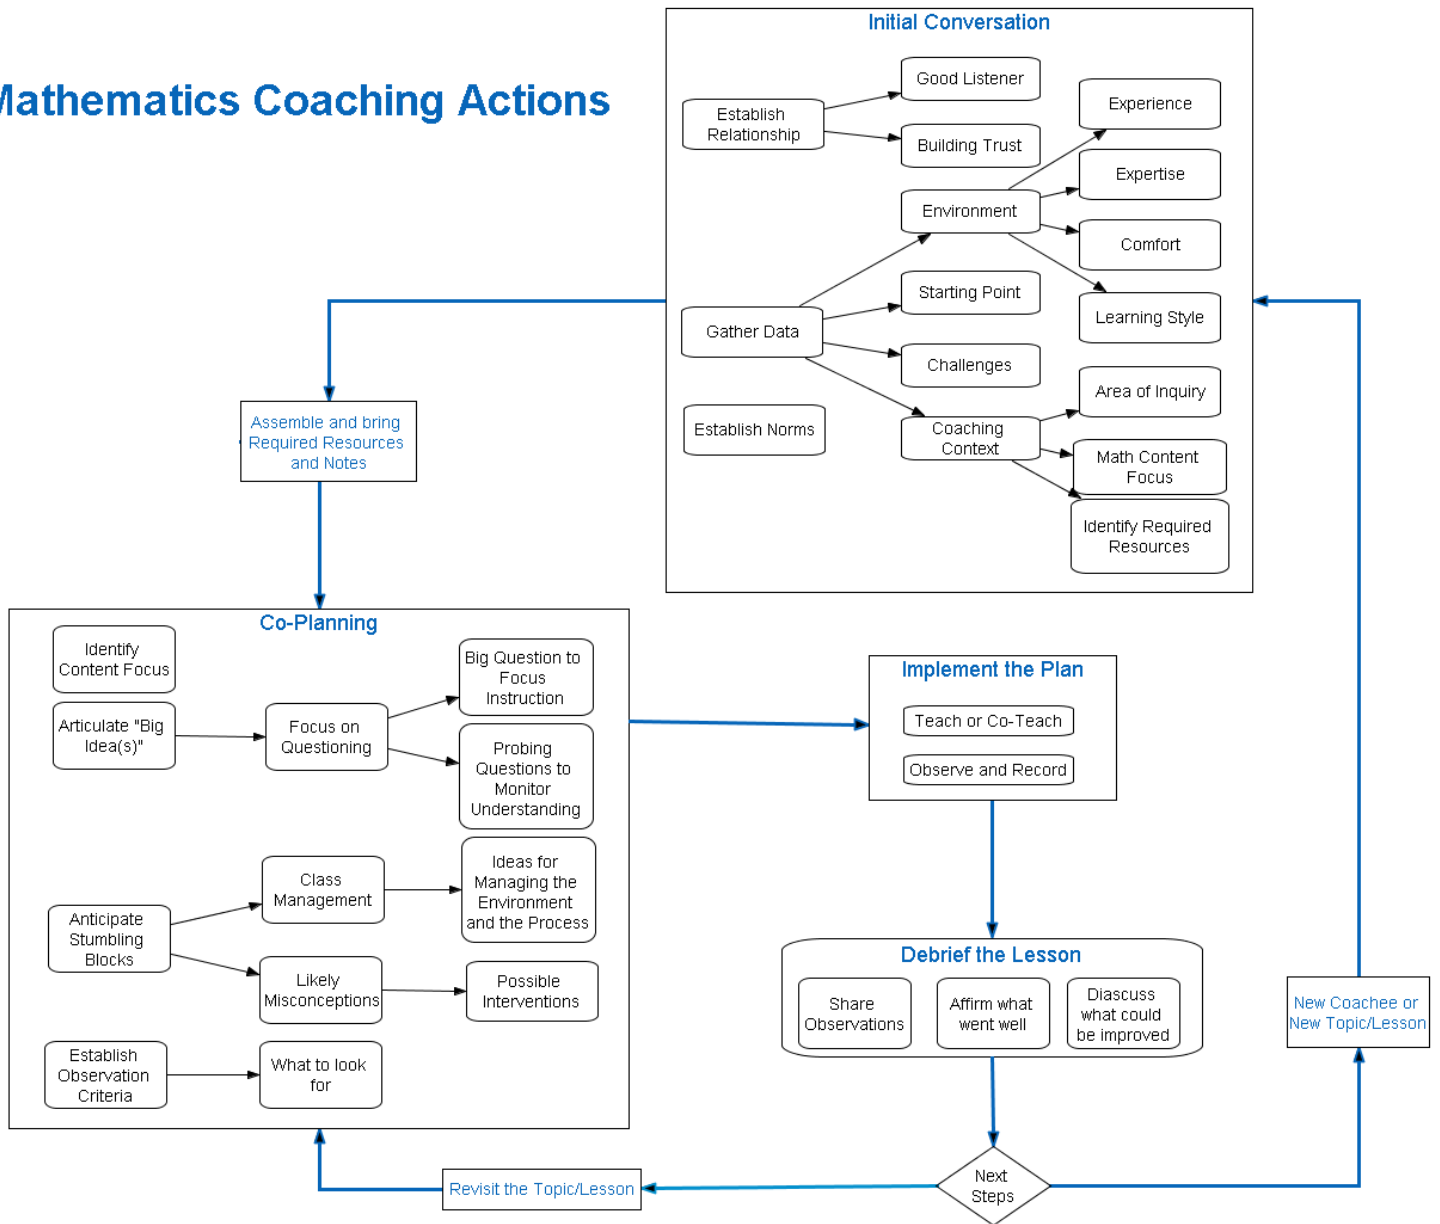 Mathematics Coaching Actions
Initial Conversation
Establish
Relationship
Good Listener
Building Trust
Experience
Expertise
Environment
Comfort
Learning Style
Gather Data
Starting Point
Challenges
Establish Norms
Coaching
Context
Area of Inquiry
Math Content
Focus
Identify Required
Resources
Assemble and bring
Required Resources
and Notes
Co-Planning
Identify
Content Focus
Articulate "Big
Idea(s)"
Focus on
Questioning
Big Question to
Focus
Instruction
Probing
Questions to
Monitor
Understanding
Anticipate
Stumbling
Blocks
Class
Management
Ideas for
Managing the
Environment
and the Process
Likely
Misconceptions
Possible
Interventions
Establish
Observation
Criteria
What to look
for
Implement the Plan
Teach or Co-Teach
Observe and Record
Debrief the Lesson
Share
Observations
Affirm what
went well
Diascuss
what could
be improved
Next
Steps
Revisit the Topic/Lesson
New Coachee or
New Topic/Lesson